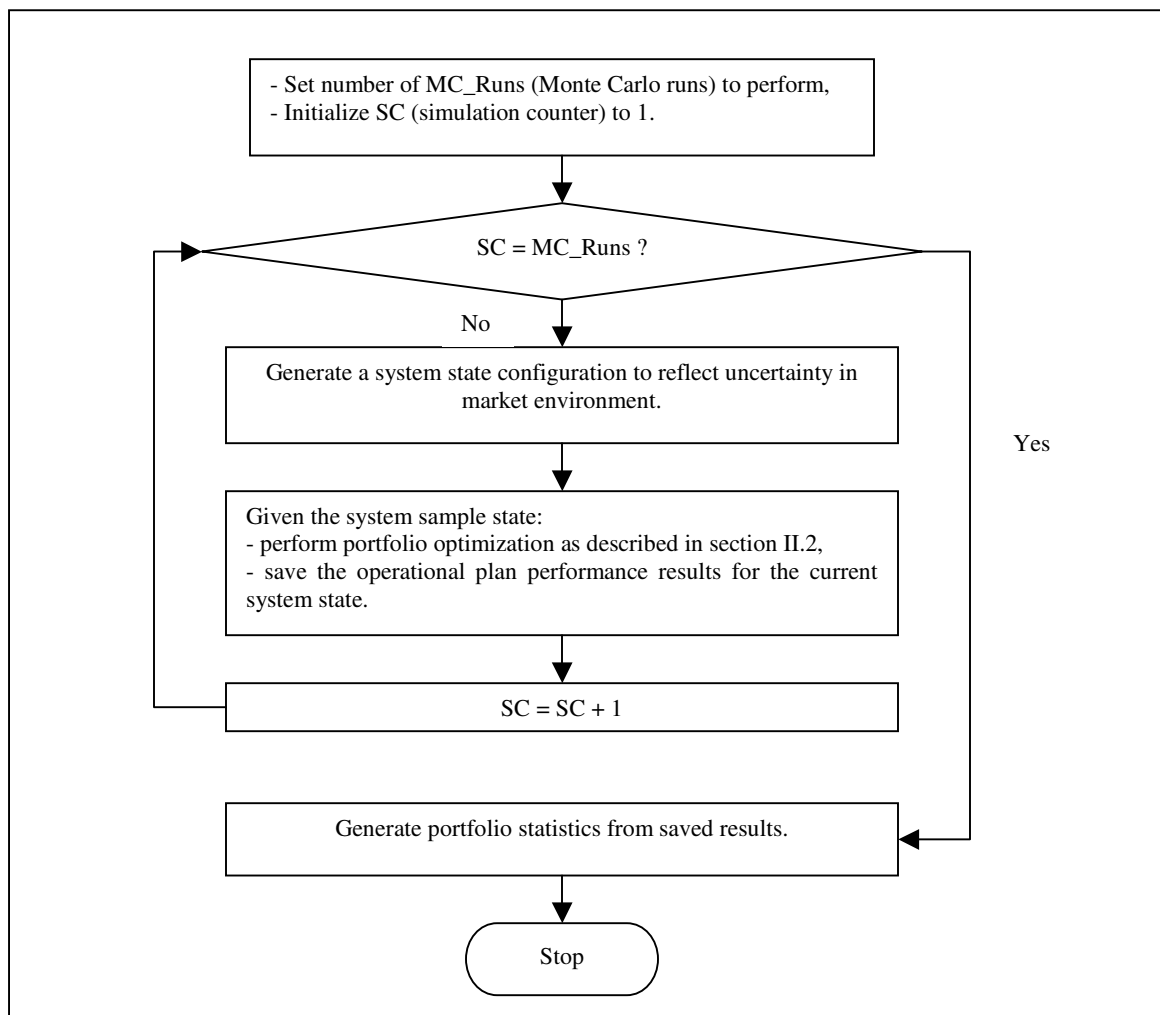 - Set number of MC_Runs (Monte Carlo runs) to perform,
- Initialize SC (simulation counter) to 1.
SC = MC_Runs ?
No
Generate a system state configuration to reflect uncertainty in
market environment.
Yes
Given the system sample state:
- perform portfolio optimization as described in section II.2,
- save the operational plan performance results for the current
system state.
SC = SC + 1
Generate portfolio statistics from saved results.
Stop